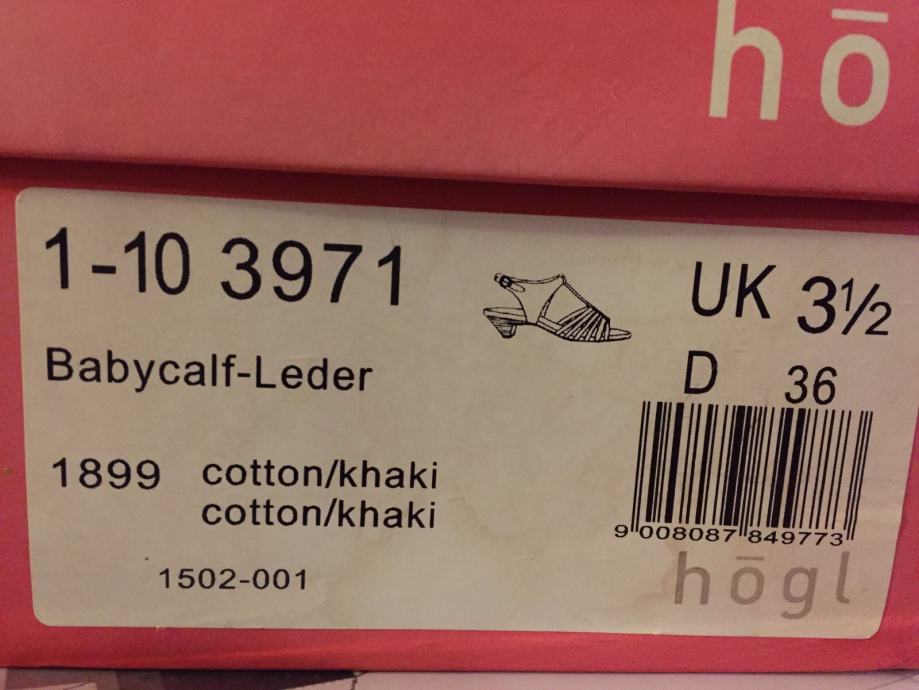 hō
1-10 3971
UK 3½
Babycalf-Leder
D 36
1899 cotton/khaki
cotton/khaki
9 008087 849773
1502-001
hōgl